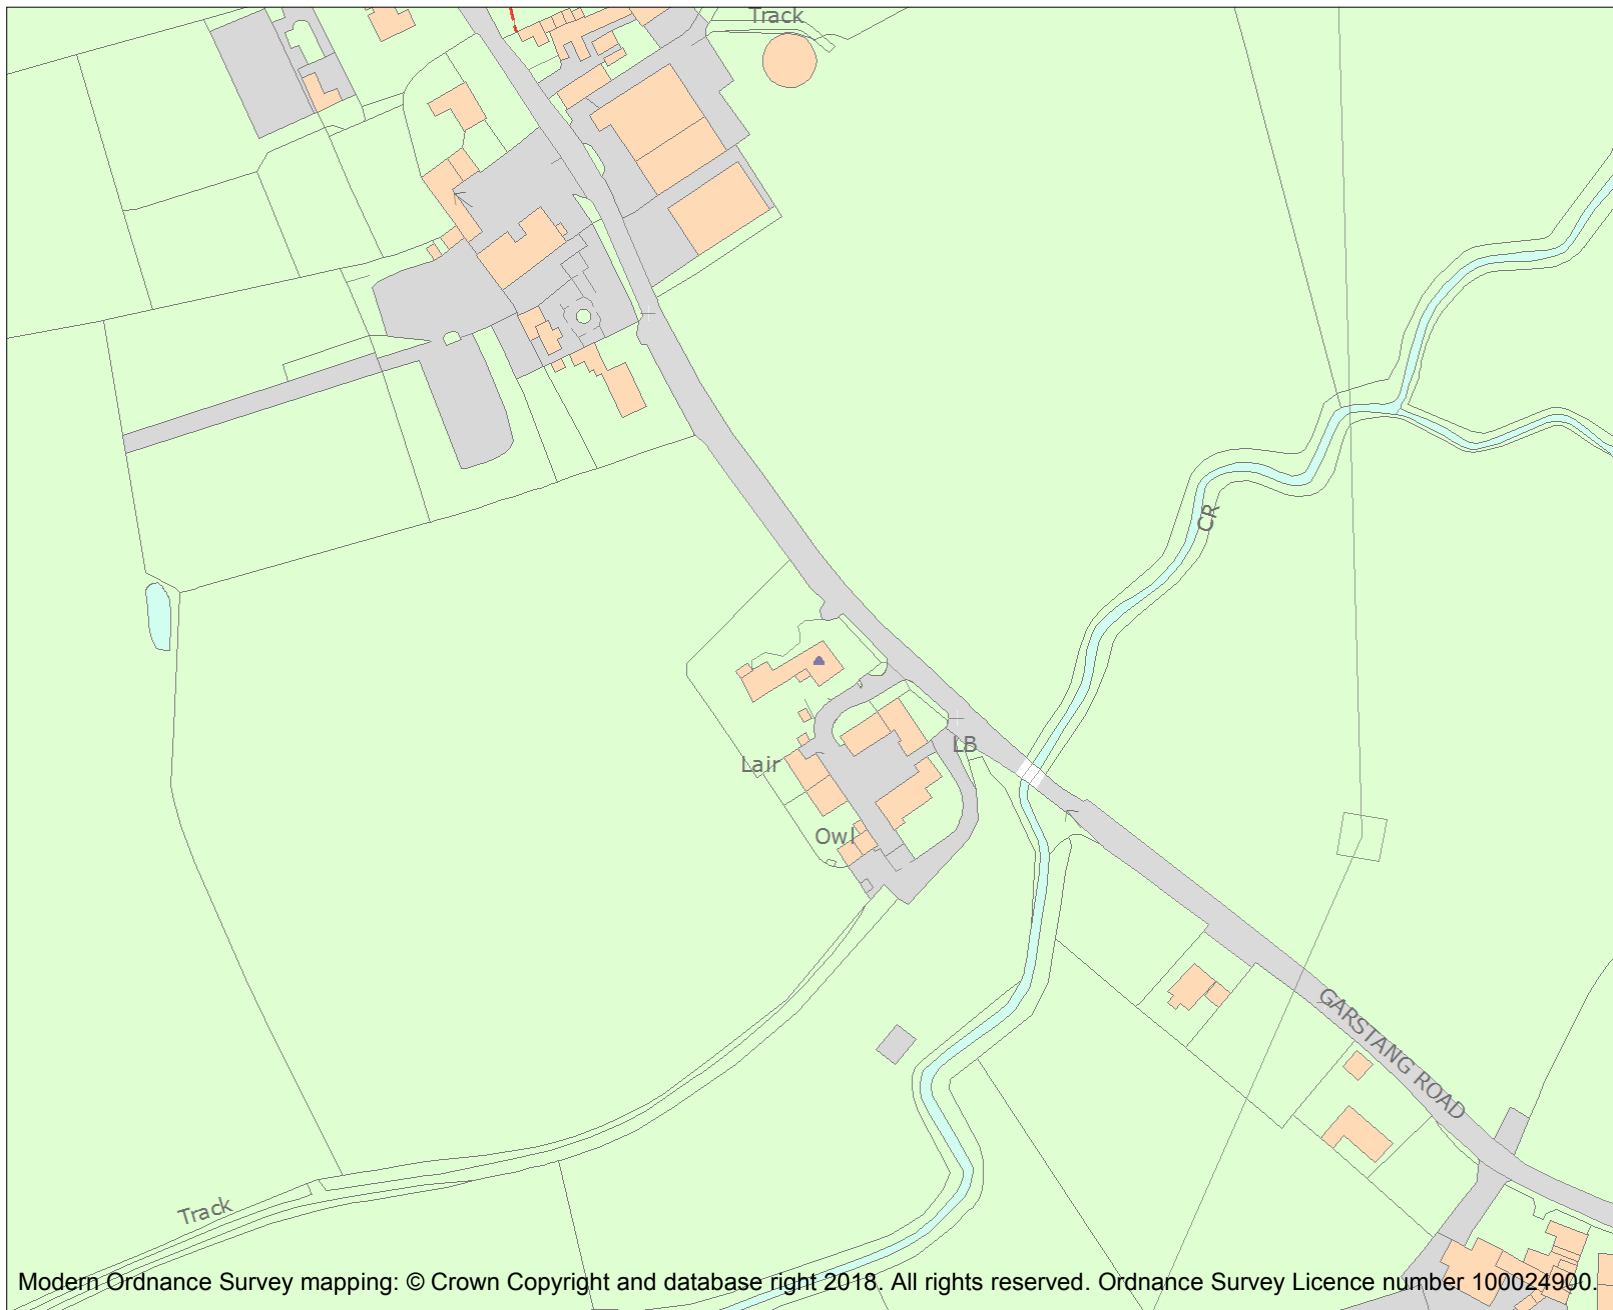 Track
CR
LB
Lair
Owl
GARSTANG ROAD
Track
Modern Ordnance Survey mapping: © Crown Copyright and database right 2018. All rights reserved. Ordnance Survey Licence number 100024900.